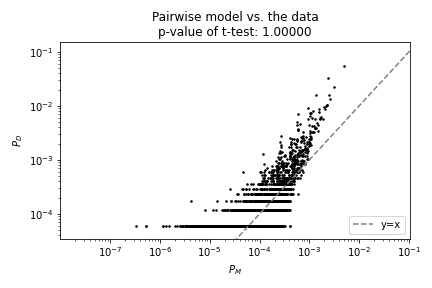 Pairwise model vs. the data
p-value of t-test: 1.00000
10⁻¹
10⁻²
10⁻³
10⁻⁴
P_D
y=x
10⁻⁷ 10⁻⁶ 10⁻⁵ 10⁻⁴ 10⁻³ 10⁻² 10⁻¹
P_M